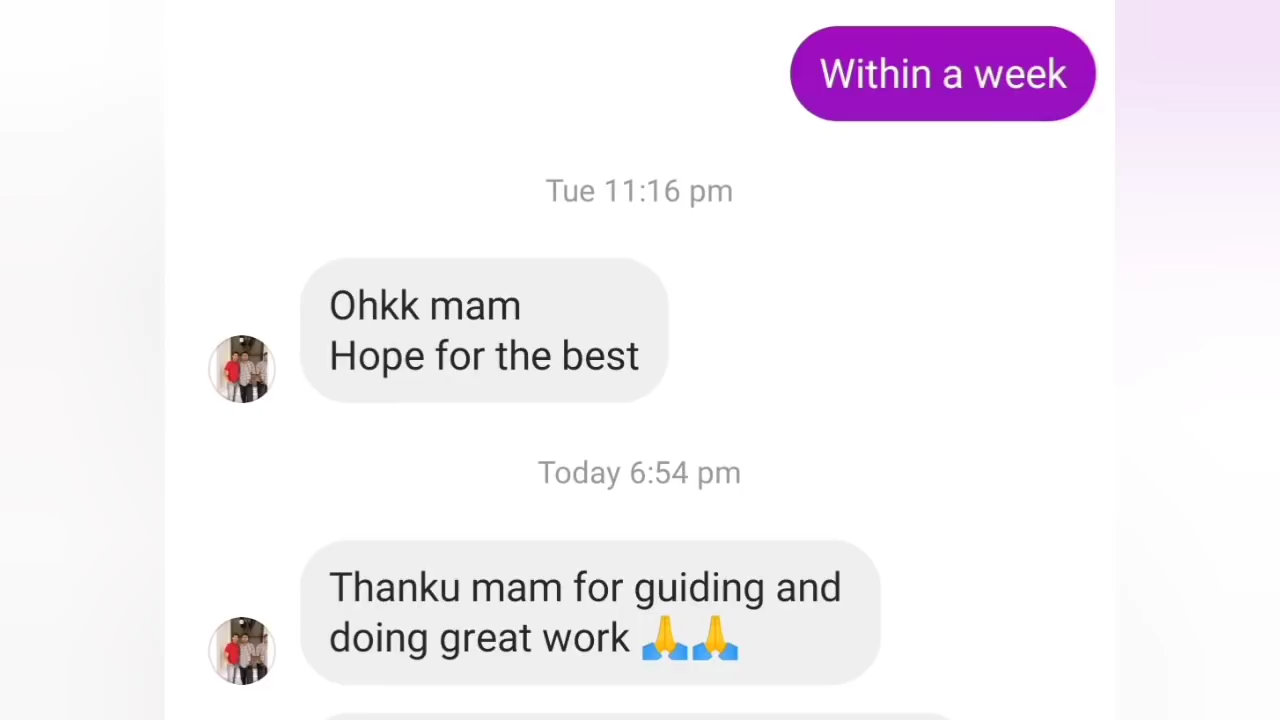 Within a week
Tue 11:16 pm
Ohkk mam
Hope for the best
Today 6:54 pm
Thanku mam for guiding and
doing great work 🙏🙏